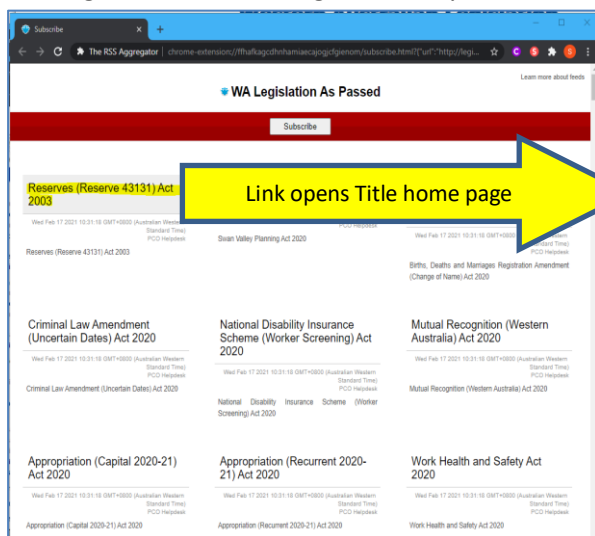 Subscribe
The RSS Aggregator | chrome-extension://ffhafkagcdhnhamiaecajogjcfgienom/subscribe.html?{"url":"http://legi...
Learn more about feeds
WA Legislation As Passed
Subscribe
Link opens Title home page
Reserves (Reserve 43131) Act
2003
Wed Feb 17 2021 10:31:18 GMT+0800 (Australian Western
Standard Time)
PCO Helpdesk
Reserves (Reserve 43131) Act 2003
PCO Helpdesk
Swan Valley Planning Act 2020
Wed Feb 17 2021 10:31:18 GMT+0800 (Australian Western
Standard Time)
PCO Helpdesk
Births, Deaths and Marriages Registration Amendment
(Change of Name) Act 2020
Criminal Law Amendment
(Uncertain Dates) Act 2020
Wed Feb 17 2021 10:31:18 GMT+0800 (Australian Western
Standard Time)
PCO Helpdesk
Criminal Law Amendment (Uncertain Dates) Act 2020
National Disability Insurance
Scheme (Worker Screening) Act
2020
Wed Feb 17 2021 10:31:18 GMT+0800 (Australian Western
Standard Time)
PCO Helpdesk
National Disability Insurance Scheme (Worker
Screening) Act 2020
Mutual Recognition (Western
Australia) Act 2020
Wed Feb 17 2021 10:31:18 GMT+0800 (Australian Western
Standard Time)
PCO Helpdesk
Mutual Recognition (Western Australia) Act 2020
Appropriation (Capital 2020-21)
Act 2020
Wed Feb 17 2021 10:31:18 GMT+0800 (Australian Western
Standard Time)
PCO Helpdesk
Appropriation (Capital 2020-21) Act 2020
Appropriation (Recurrent 2020-
21) Act 2020
Wed Feb 17 2021 10:31:18 GMT+0800 (Australian Western
Standard Time)
PCO Helpdesk
Appropriation (Recurrent 2020-21) Act 2020
Work Health and Safety Act
2020
Wed Feb 17 2021 10:31:18 GMT+0800 (Australian Western
Standard Time)
PCO Helpdesk
Work Health and Safety Act 2020